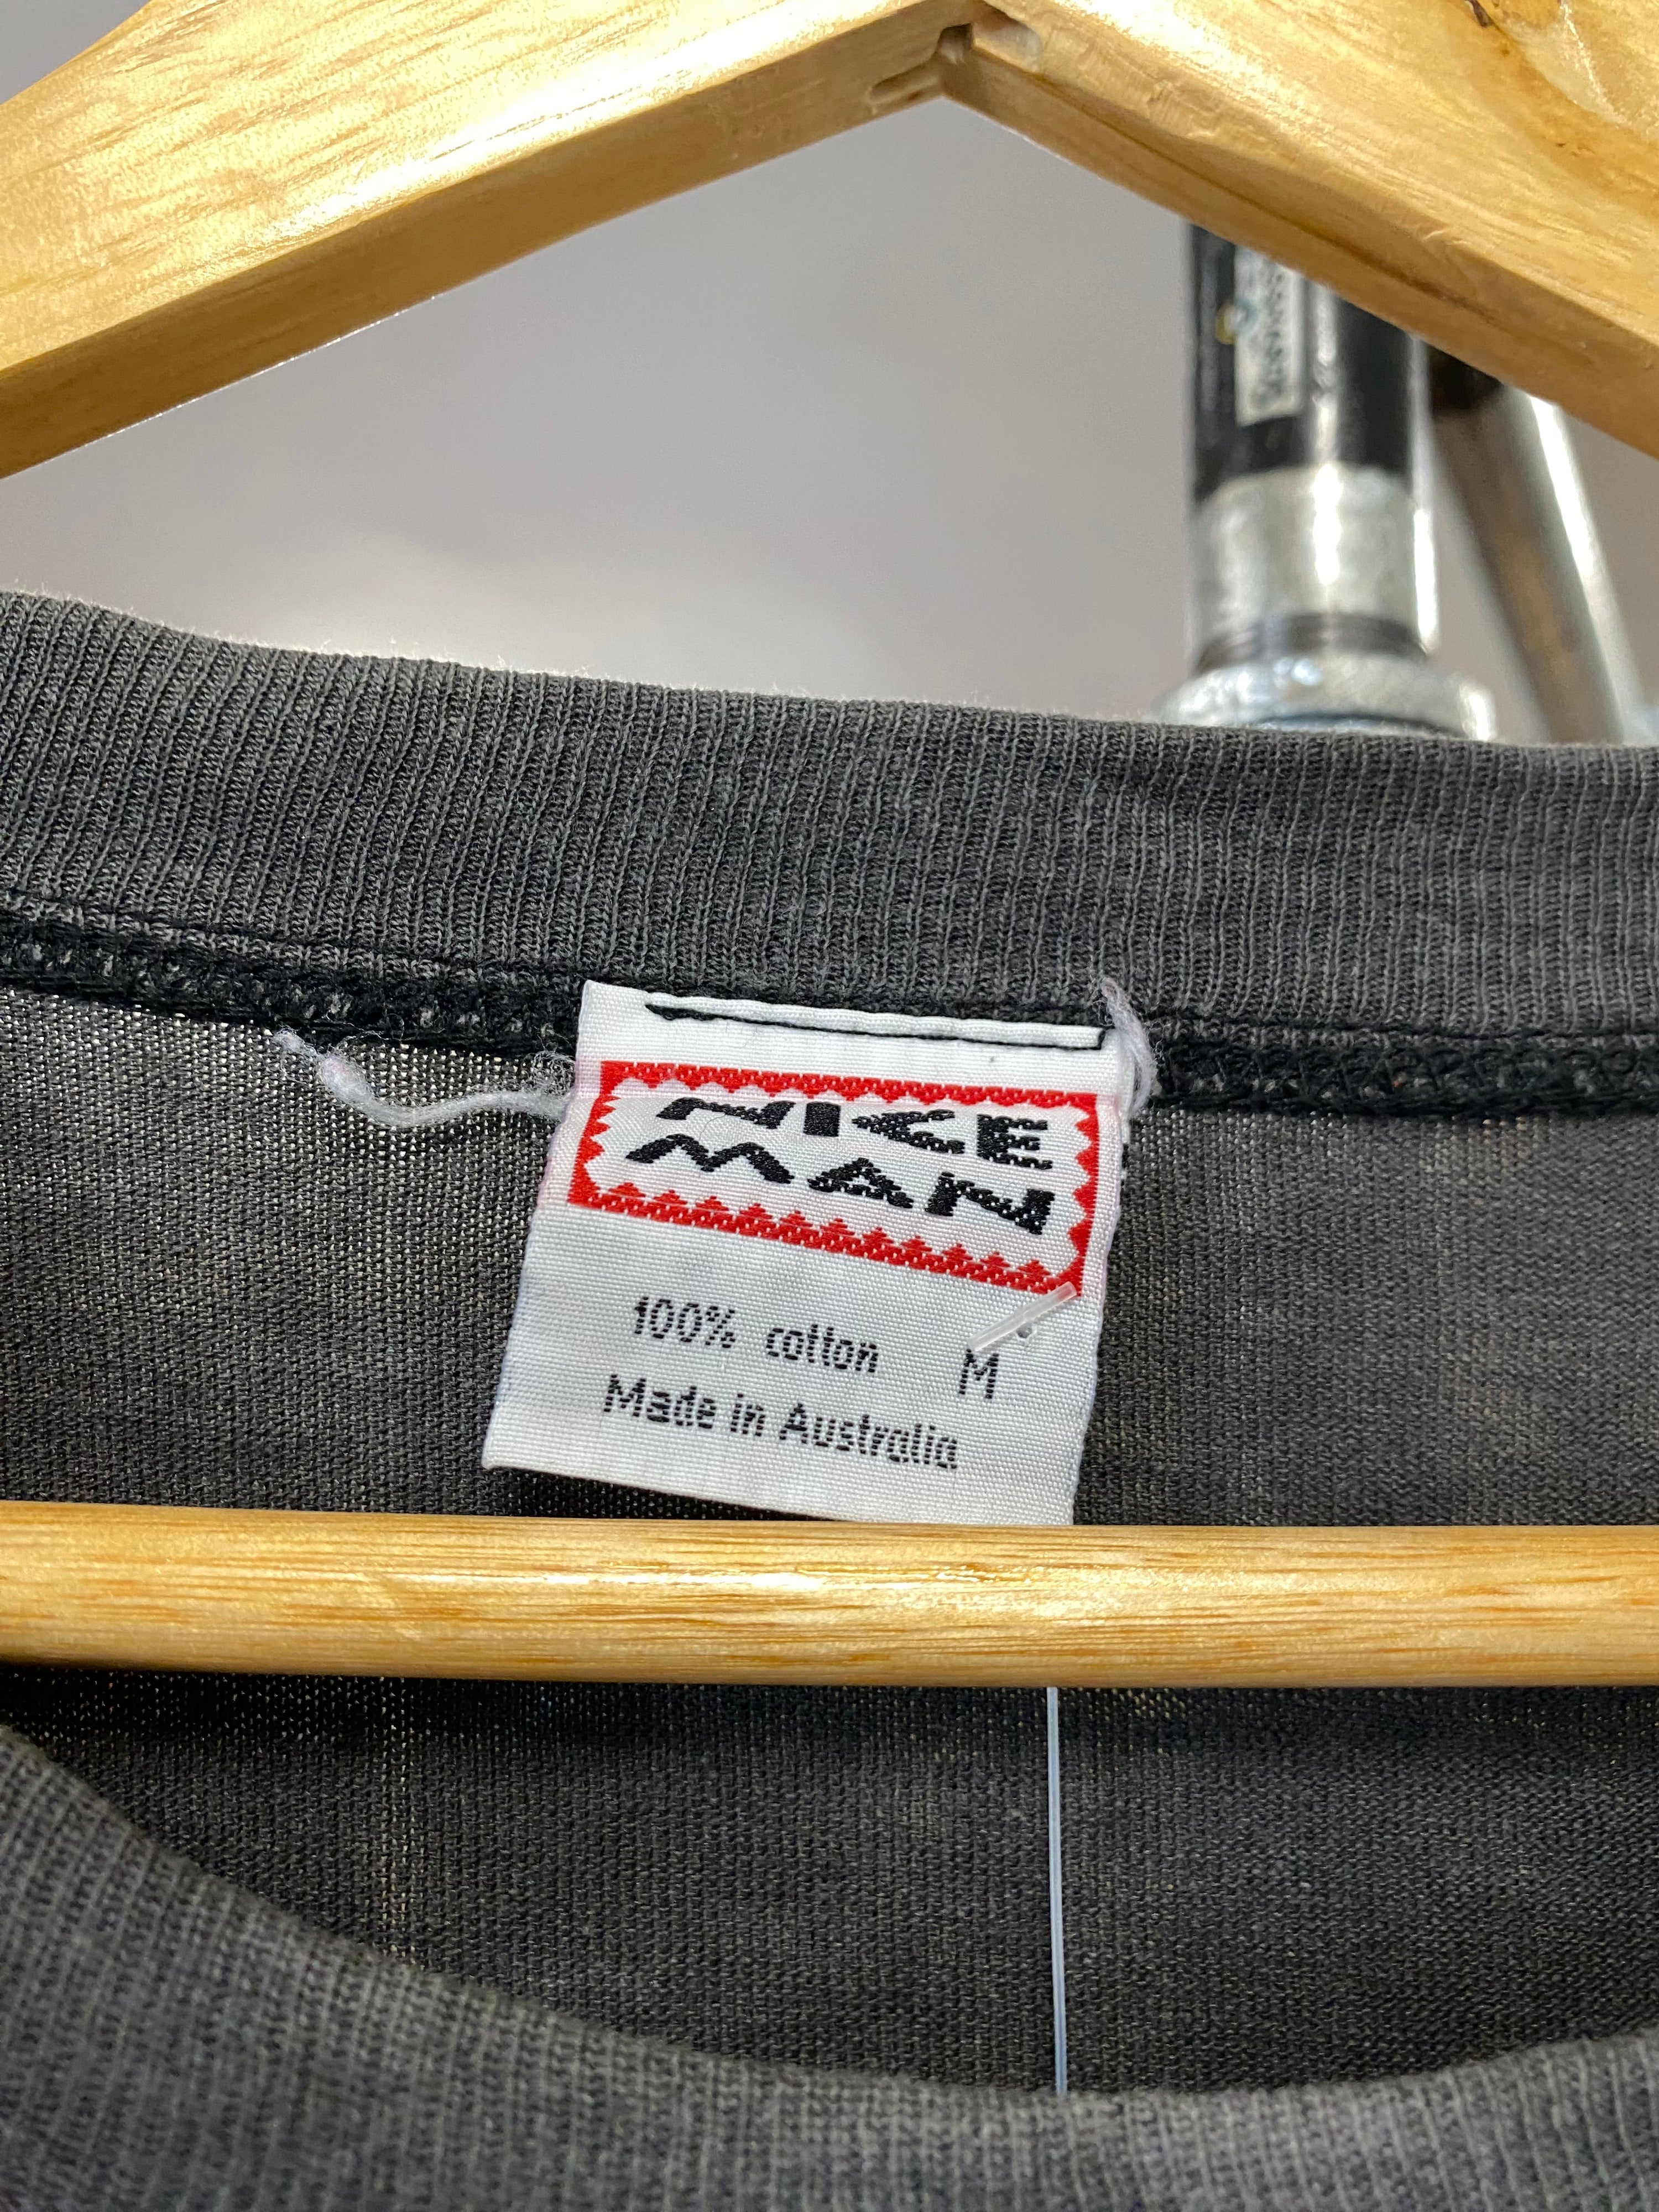 NICE
MAN
100% cotton M
Made in Australia